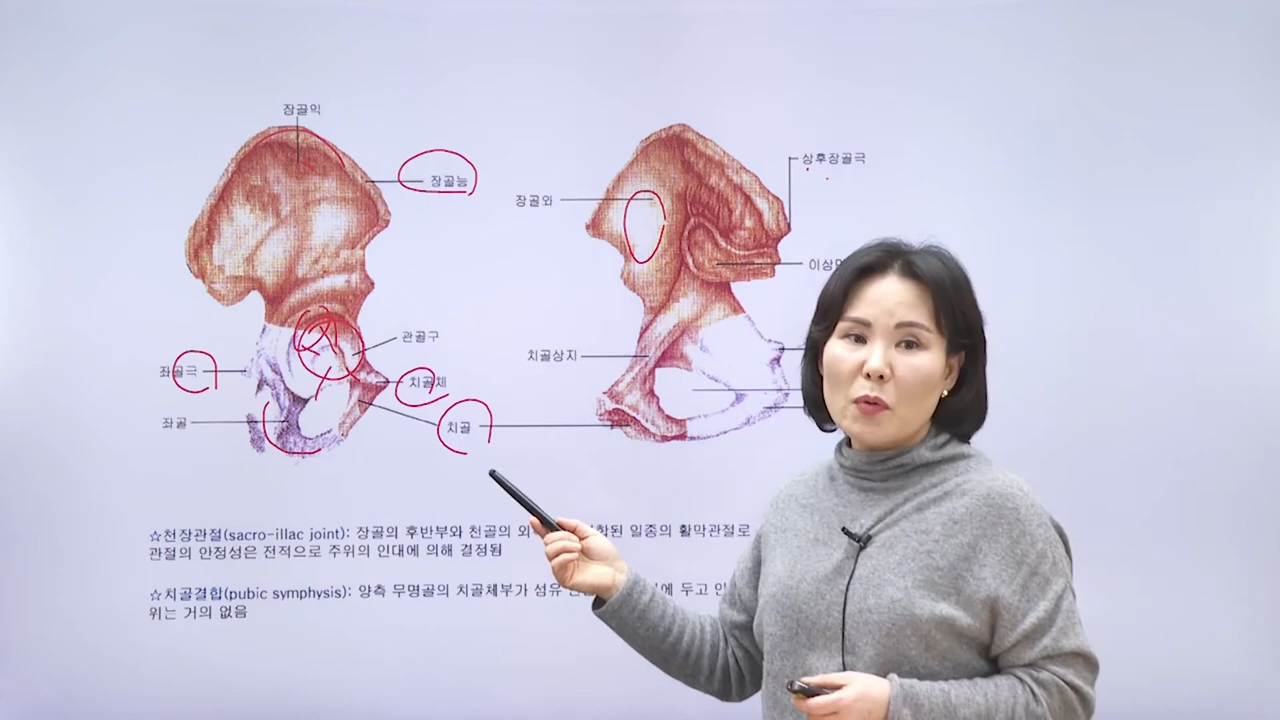 장골익
장골능
상후장골극
장골와
이상면
관골구
치골상지
좌골극
치골체
좌골
치골
☆천장관절(sacro-illac joint): 장골의 후반부와 천골의 외 화된 일종의 활막관절로
관절의 안정성은 전적으로 주위의 인대에 의해 결정됨
☆치골결합(pubic symphysis): 양측 무명골의 치골체부가 섬유 에 두고 인
위는 거의 없음